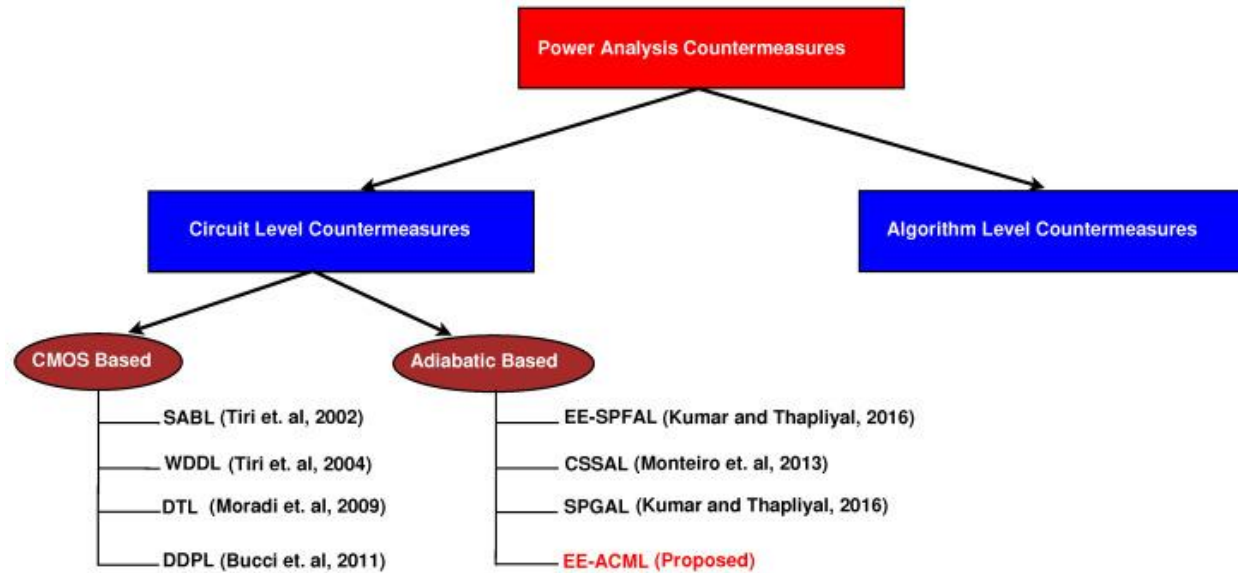 Power Analysis Countermeasures
Circuit Level Countermeasures
Algorithm Level Countermeasures
CMOS Based
Adiabatic Based
SABL (Tiri et. al, 2002)
WDDL (Tiri et. al, 2004)
DTL (Moradi et. al, 2009)
DDPL (Bucci et. al, 2011)
EE-SPFAL (Kumar and Thapliyal, 2016)
CSSAL (Monteiro et. al, 2013)
SPGAL (Kumar and Thapliyal, 2016)
EE-ACML (Proposed)